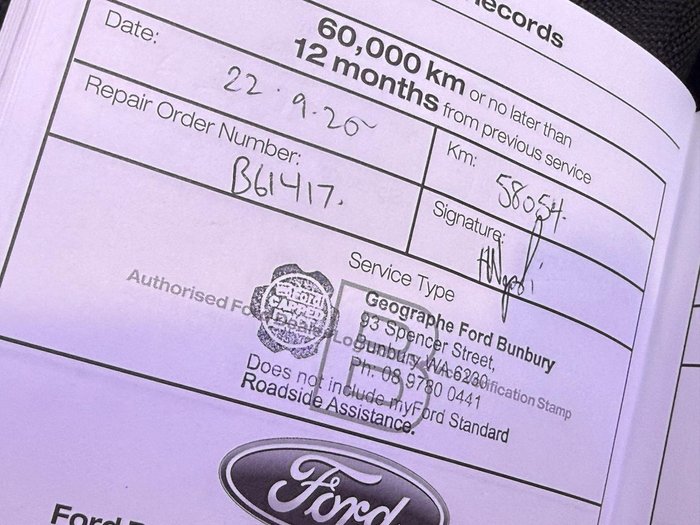 Records
60,000 km or no later than
12 months from previous service
Date:
22.9.20
Km:
58054.
Repair Order Number:
B61417.
Signature:
Service Type
B
Authorised Ford Dealer
Identification Stamp
Geographe Ford Bunbury
93 Spencer Street,
Bunbury WA 6230
Ph: 08 9780 0441
Does not include myFord Standard
Roadside Assistance.
Ford
Ford